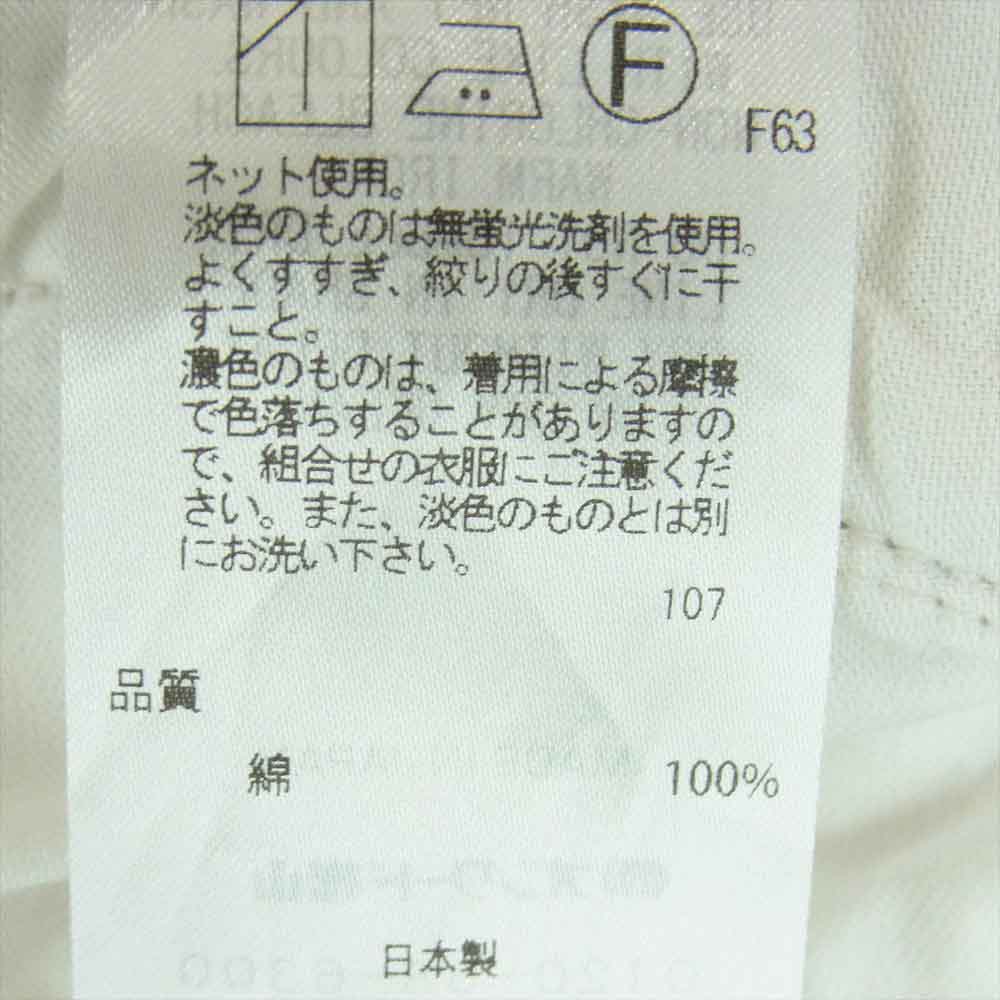 F
F63
ネット使用。
淡色のものは無蛍光洗剤を使用。
よくすすぎ、絞りの後すぐに干
すこと。
濃色のものは、着用による摩擦
で色落ちすることがありますの
で、組合せの衣服にご注意くだ
さい。また、淡色のものとは別
にお洗い下さい。
107
品質
綿 100%
日本製